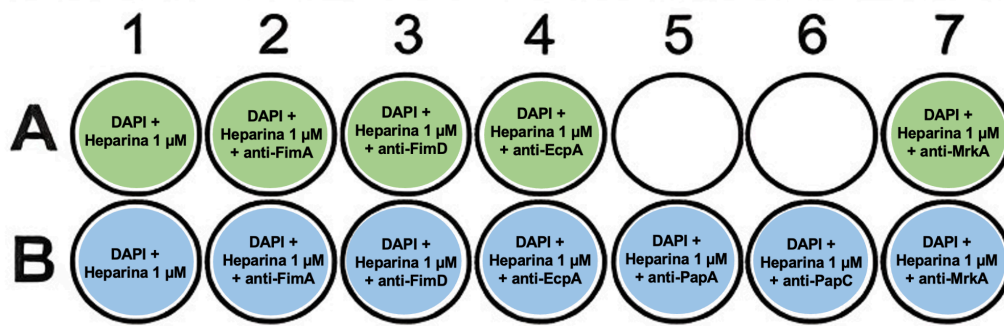 1 2 3 4 5 6 7
A
DAPI +
Heparina 1 µM
DAPI +
Heparina 1 µM
+ anti-FimA
DAPI +
Heparina 1 µM
+ anti-FimD
DAPI +
Heparina 1 µM
+ anti-EcpA
DAPI +
Heparina 1 µM
+ anti-MrkA
B
DAPI +
Heparina 1 µM
DAPI +
Heparina 1 µM
+ anti-FimA
DAPI +
Heparina 1 µM
+ anti-FimD
DAPI +
Heparina 1 µM
+ anti-EcpA
DAPI +
Heparina 1 µM
+ anti-PapA
DAPI +
Heparina 1 µM
+ anti-PapC
DAPI +
Heparina 1 µM
+ anti-MrkA